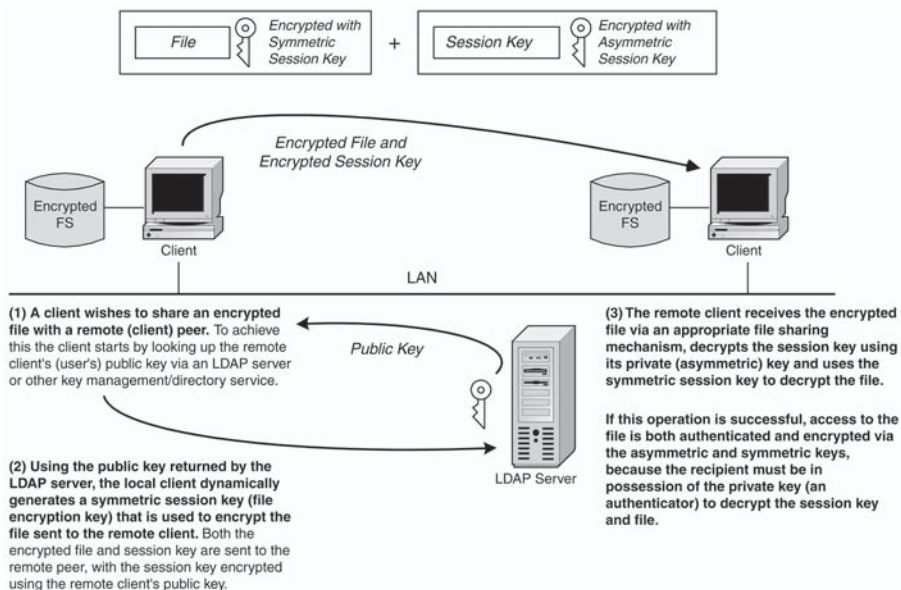 File
Encrypted with
Symmetric
Session Key
+
Session Key
Encrypted with
Asymmetric
Session Key
Encrypted File and
Encrypted Session Key
Encrypted
FS
Client
Encrypted
FS
Client
LAN
(1) A client wishes to share an encrypted
file with a remote (client) peer. To achieve
this the client starts by looking up the remote
client's (user's) public key via an LDAP server
or other key management/directory service.
Public Key
LDAP Server
(2) Using the public key returned by the
LDAP server, the local client dynamically
generates a symmetric session key (file
encryption key) that is used to encrypt the
file sent to the remote client. Both the
encrypted file and session key are sent to the
remote peer, with the session key encrypted
using the remote client's public key.
(3) The remote client receives the encrypted
file via an appropriate file sharing
mechanism, decrypts the session key using
its private (asymmetric) key and uses the
symmetric session key to decrypt the file.
If this operation is successful, access to the
file is both authenticated and encrypted via
the asymmetric and symmetric keys,
because the recipient must be in
possession of the private key (an
authenticator) to decrypt the session key
and file.